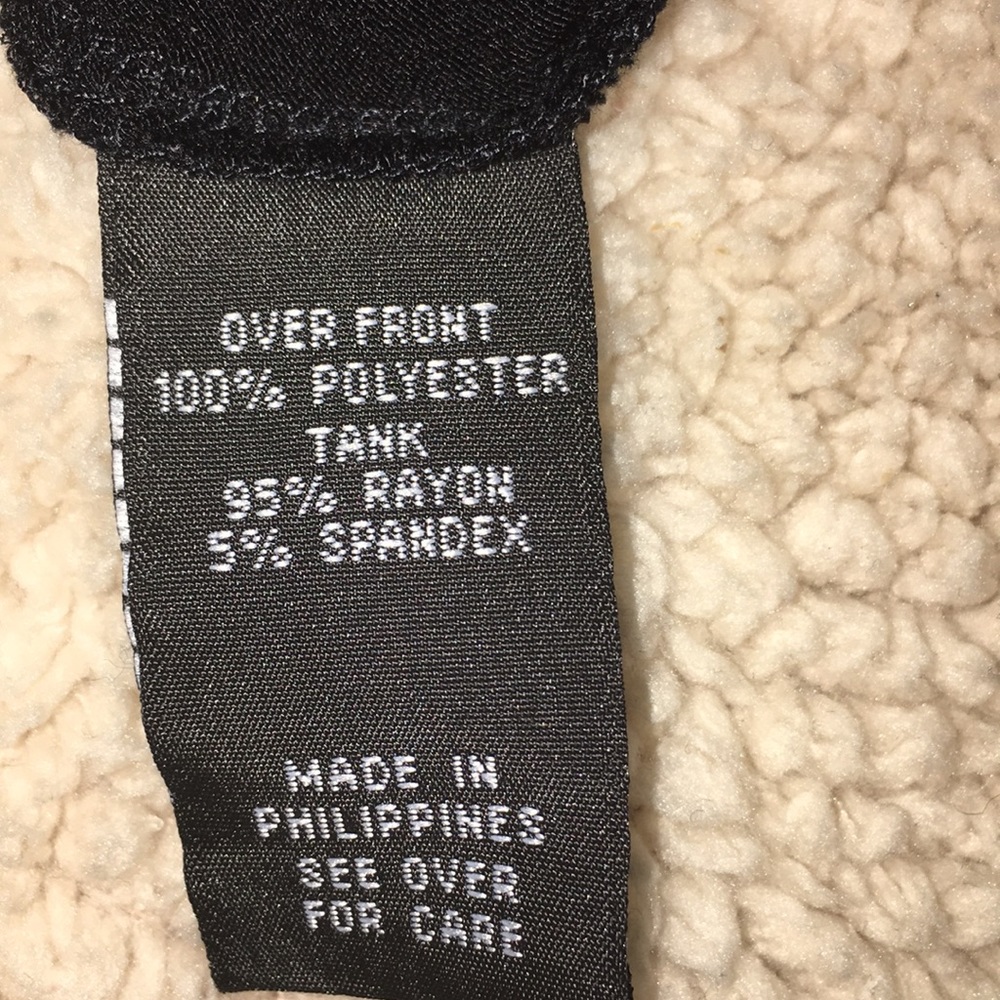 OVER FRONT
100% POLYESTER
TANK
95% RAYON
5% SPANDEX
MADE IN
PHILIPPINES
SEE OVER
FOR CARE